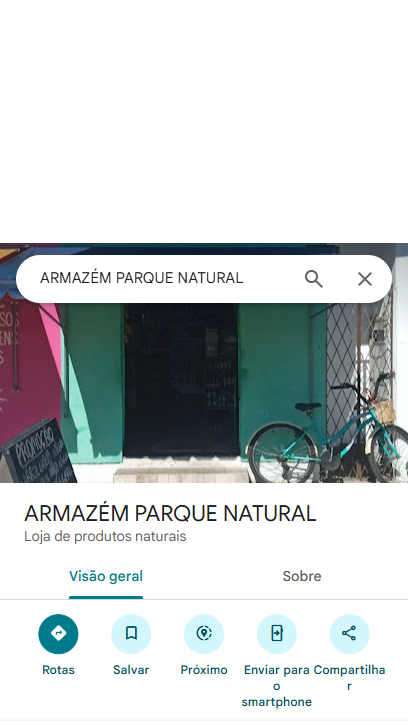 ARMAZÉM PARQUE NATURAL
PROMOÇÃO
ARMAZÉM PARQUE NATURAL
Loja de produtos naturais
Visão geral
Sobre
Rotas
Salvar
Próximo
Enviar para
o
smartphone
Compartilha
r